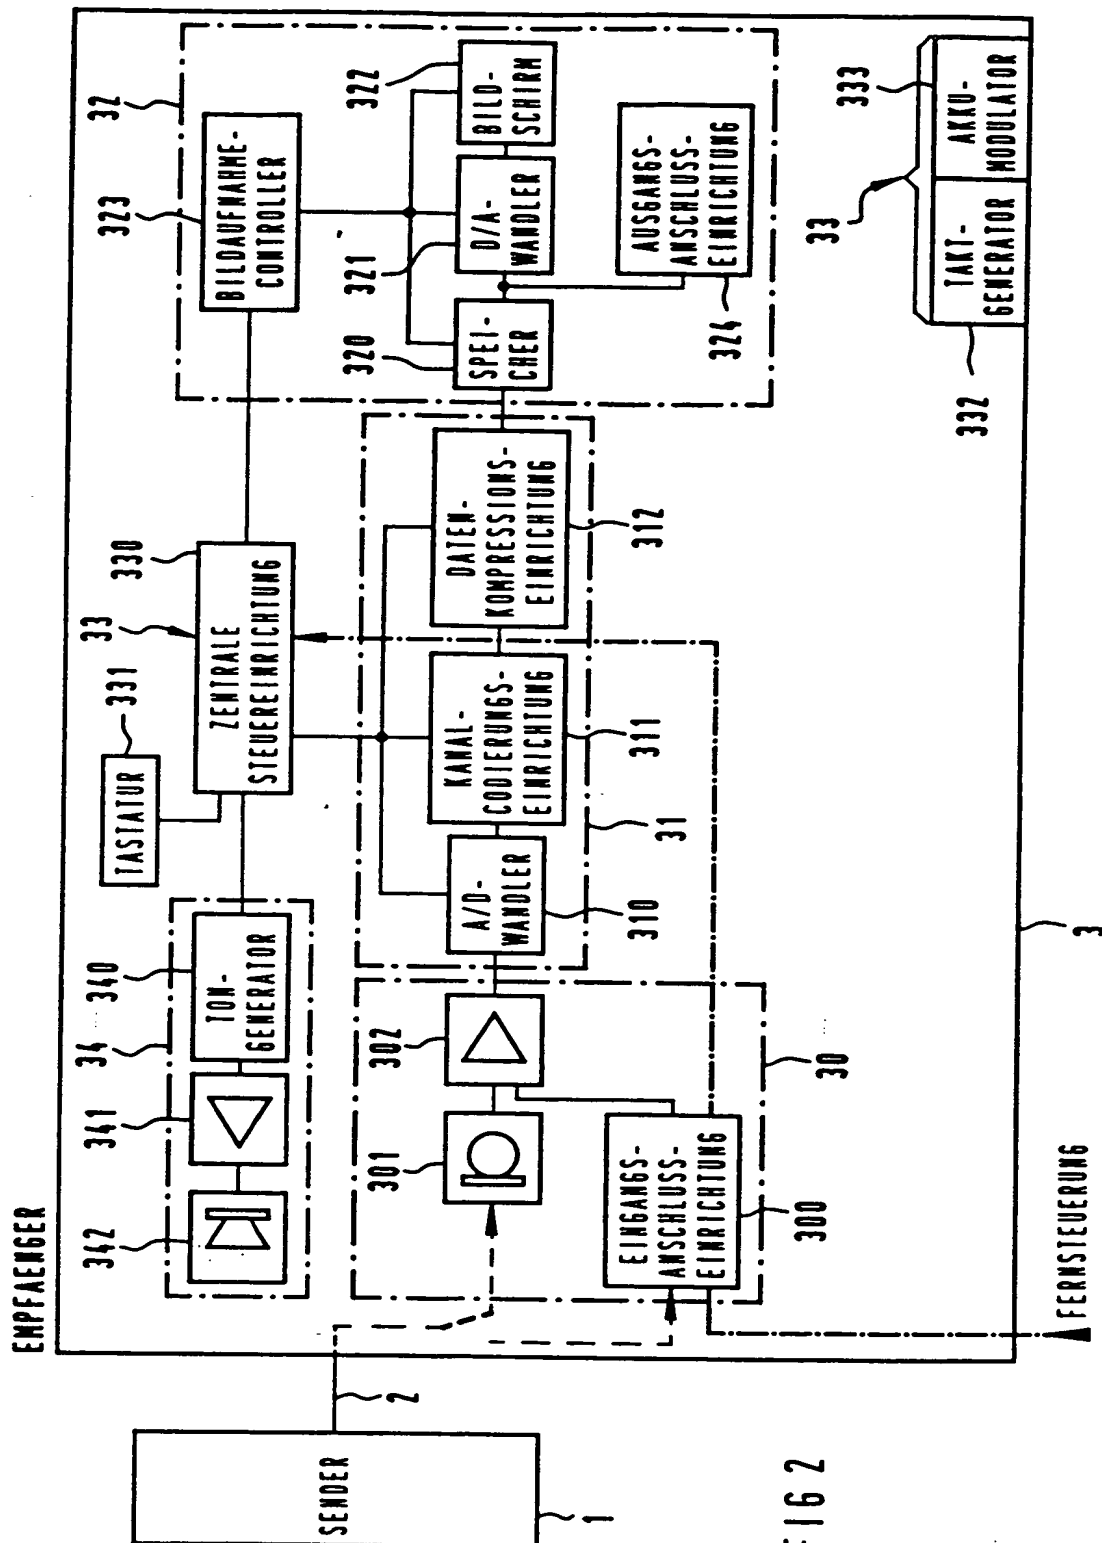 EMPFAENGER
SENDER
1
2
3
FERNSTEUERUNG
34
342
341
340
TON-
GENERATOR
TASTATUR
331
33
330
ZENTRALE
STEUEREINRICHTUNG
32
323
BILDAUFNAHME-
CONTROLLER
30
301
302
EINGANGS-
ANSCHLUSS-
EINRICHTUNG
300
31
A/D-
WANDLER
310
KANAL-
CODIERUNGS-
EINRICHTUNG
311
DATEN-
KOMPRESSIONS-
EINRICHTUNG
312
320
SPEI-
CHER
321
D/A-
WANDLER
322
BILD-
SCHIRM
AUSGANGS-
ANSCHLUSS-
EINRICHTUNG
324
33
332
TAKT-
GENERATOR
333
AKKU-
MODULATOR
FIG 2